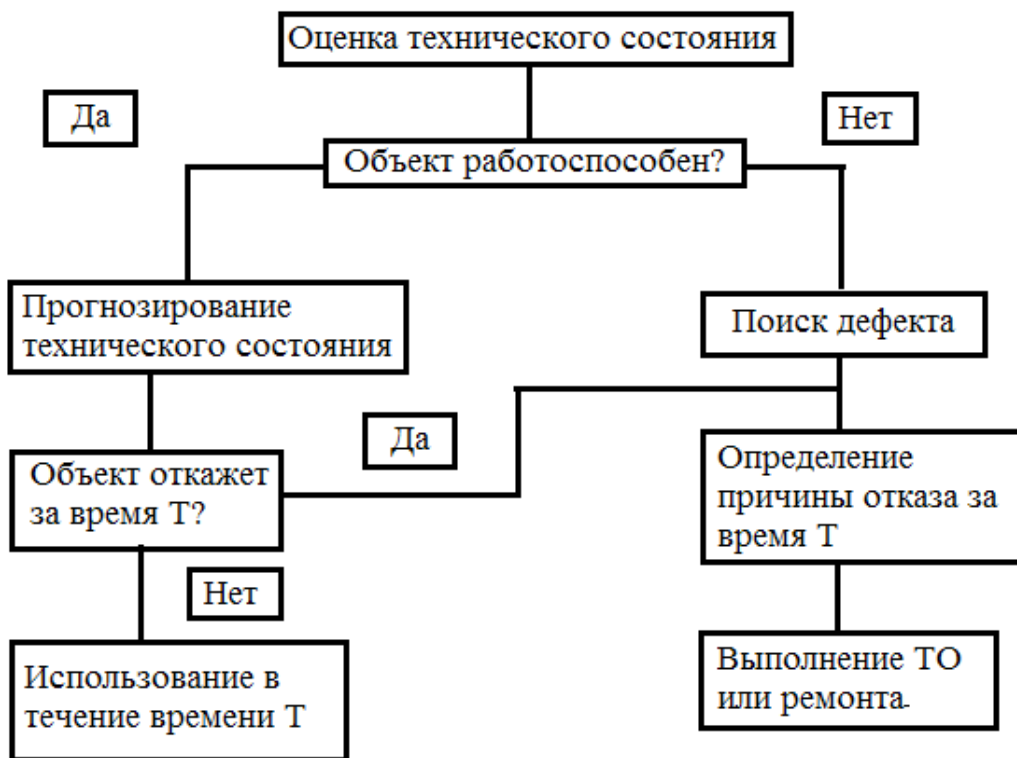 Оценка технического состояния
Да
Нет
Объект работоспособен?
Прогнозирование
технического состояния
Поиск дефекта
Да
Объект откажет
за время Т?
Определение
причины отказа за
время Т
Нет
Использование в
течение времени Т
Выполнение ТО
или ремонта.